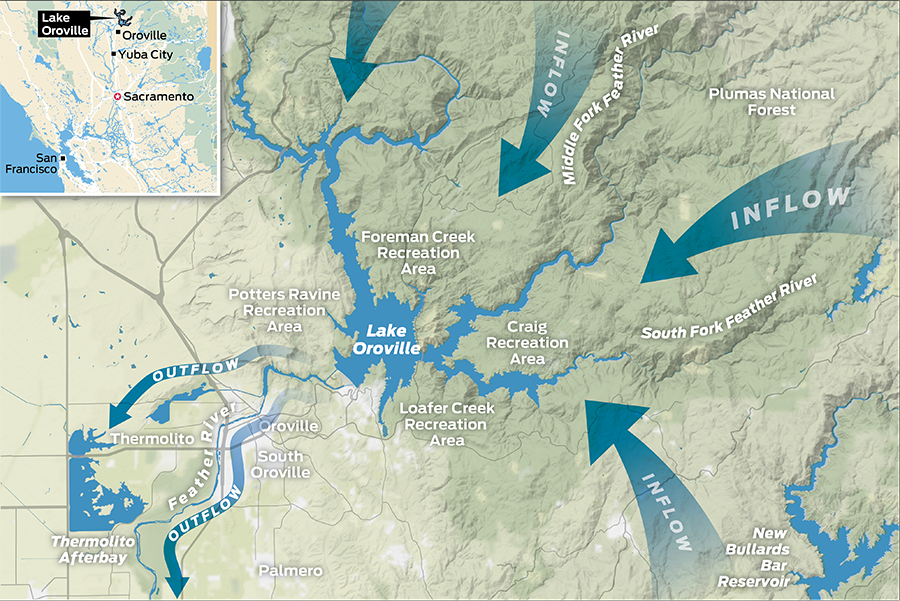 Lake
Oroville
Oroville
Yuba City
Sacramento
San
Francisco
INFLOW
Middle Fork Feather River
Plumas National
Forest
INFLOW
Foreman Creek
Recreation
Area
Potters Ravine
Recreation
Area
Lake
Oroville
Craig
Recreation
Area
South Fork Feather River
OUTFLOW
Loafer Creek
Recreation
Area
Feather River
Oroville
Thermolito
South
Oroville
OUTFLOW
INFLOW
Thermolito
Afterbay
Palmero
New
Bullards
Bar
Reservoir